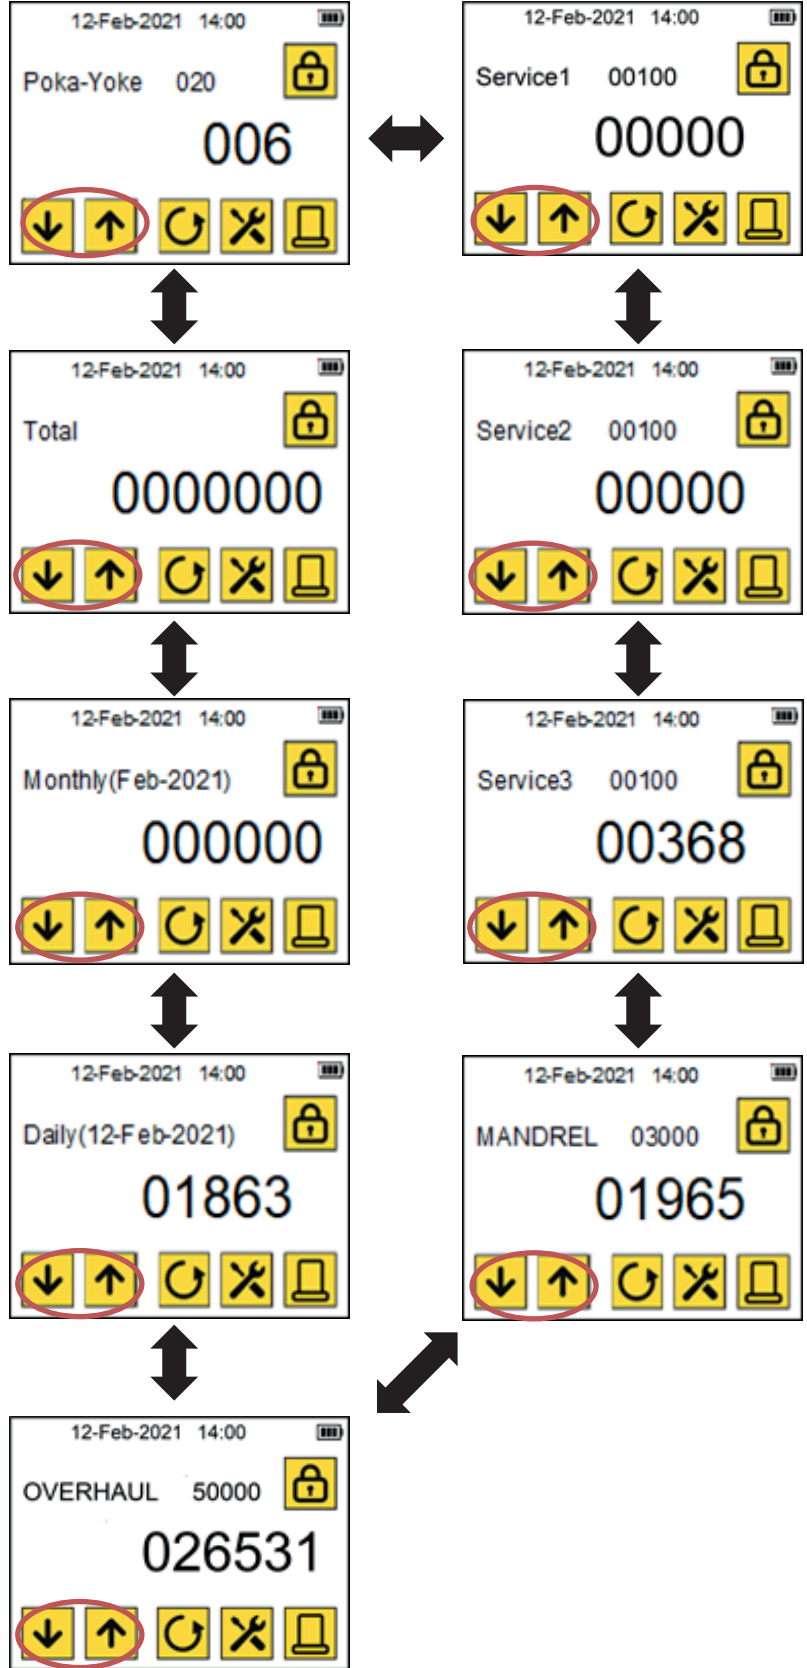 12-Feb-2021 14:00
Poka-Yoke 020
006
12-Feb-2021 14:00
Total
0000000
12-Feb-2021 14:00
Monthly(Feb-2021)
000000
12-Feb-2021 14:00
Daily(12-Feb-2021)
01863
12-Feb-2021 14:00
OVERHAUL 50000
026531
12-Feb-2021 14:00
Service1 00100
00000
12-Feb-2021 14:00
Service2 00100
00000
12-Feb-2021 14:00
Service3 00100
00368
12-Feb-2021 14:00
MANDREL 03000
01965